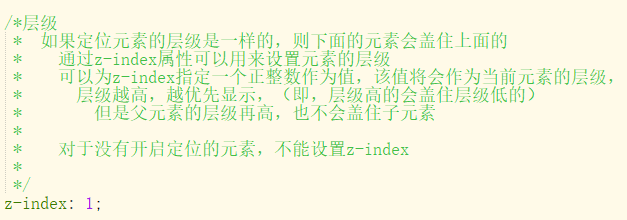 /*层级
* 如果定位元素的层级是一样的，则下面的元素会盖住上面的
* 通过z-index属性可以用来设置元素的层级
* 可以为z-index指定一个正整数作为值，该值将会作为当前元素的层级，
* 层级越高，越优先显示，（即，层级高的会盖住层级低的）
* 但是父元素的层级再高，也不会盖住子元素
*
* 对于没有开启定位的元素，不能设置z-index
*
*/
z-index: 1;